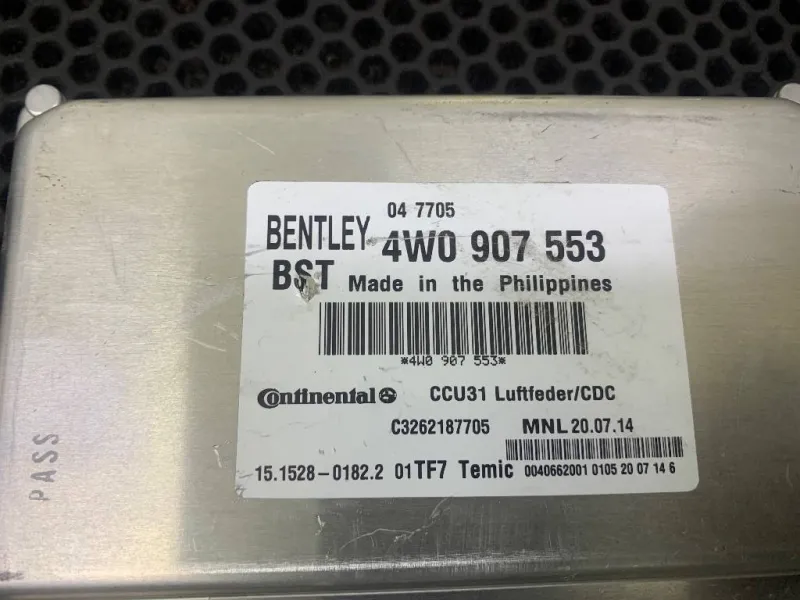 04 7705
BENTLEY 4W0 907 553
BST Made in the Philippines
*4W0 907 553*
Continental CCU31 Luftfeder/CDC
C3262187705 MNL 20.07.14
15.1528-0182.2 01TF7 Temic 0040662001 0105 20 07 14 6
PASS